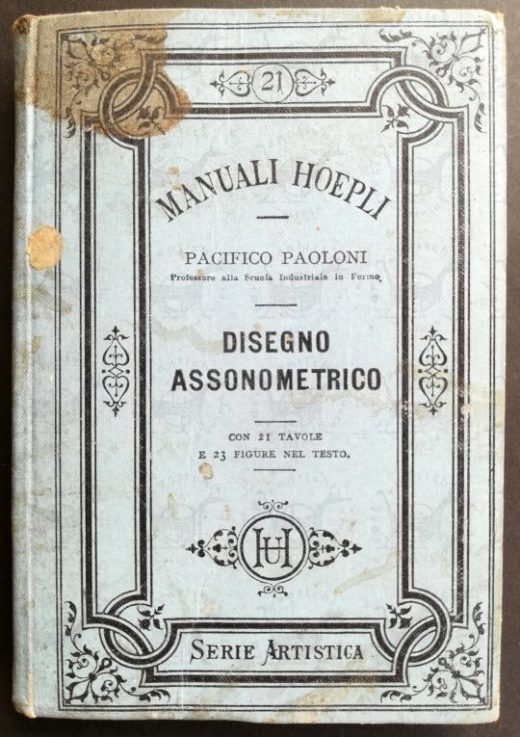 21
MANUALI HOEPLI
PACIFICO PAOLONI
Professore alla Scuola Industriale in Fermo
DISEGNO
ASSONOMETRICO
CON 21 TAVOLE
E 23 FIGURE NEL TESTO.
UH
SERIE ARTISTICA